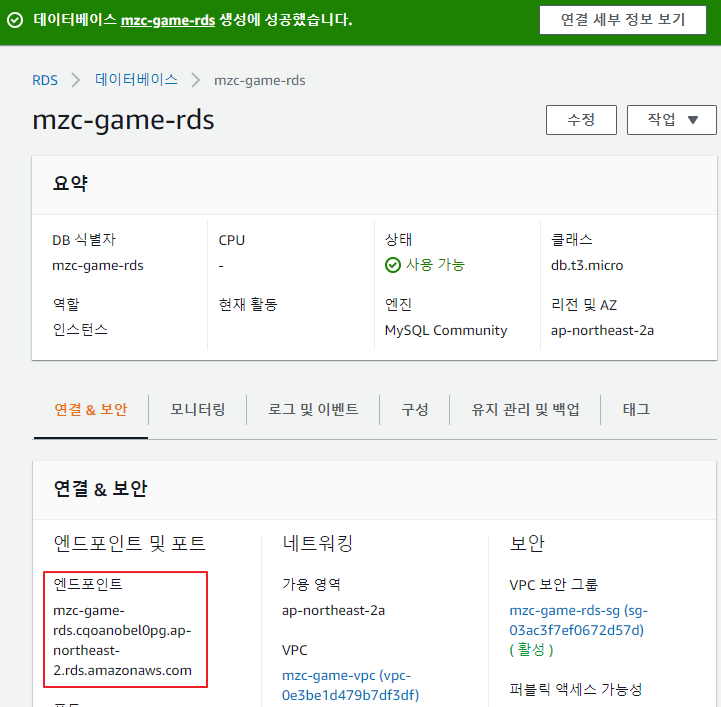 데이터베이스 mzc-game-rds 생성에 성공했습니다.
연결 세부 정보 보기
RDS > 데이터베이스 > mzc-game-rds
mzc-game-rds
수정
작업
요약
DB 식별자
mzc-game-rds
CPU
-
상태
사용 가능
클래스
db.t3.micro
역할
인스턴스
현재 활동
엔진
MySQL Community
리전 및 AZ
ap-northeast-2a
연결 & 보안
모니터링
로그 및 이벤트
구성
유지 관리 및 백업
태그
연결 & 보안
엔드포인트 및 포트
엔드포인트
mzc-game-
rds.cqoanobel0pg.ap-
northeast-
2.rds.amazonaws.com
네트워킹
가용 영역
ap-northeast-2a
VPC
mzc-game-vpc (vpc-
0e3be1d479b7df3df)
보안
VPC 보안 그룹
mzc-game-rds-sg (sg-
03ac3f7ef0672d57d)
( 활성 )
퍼블릭 액세스 가능성